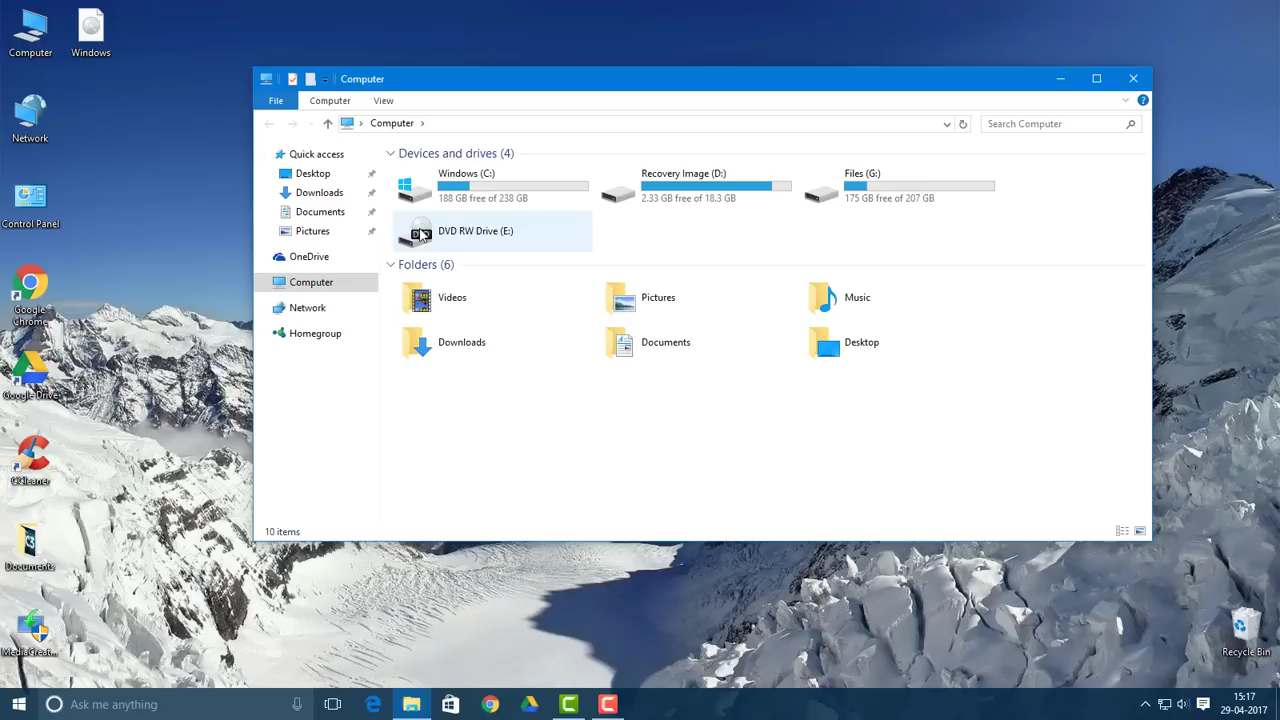 Computer
Windows
Network
Control Panel
Google
Chrome
Google Drive
CCleaner
Documents
MediaCreat...
Recycle Bin
Computer
File
Computer
View
Computer
Search Computer
Quick access
Desktop
Downloads
Documents
Pictures
OneDrive
Computer
Network
Homegroup
Devices and drives (4)
Windows (C:)
188 GB free of 238 GB
Recovery Image (D:)
2.33 GB free of 18.3 GB
Files (G:)
175 GB free of 207 GB
DVD RW Drive (E:)
Folders (6)
Videos
Pictures
Music
Downloads
Documents
Desktop
10 items
Ask me anything
15:17
29-04-2017